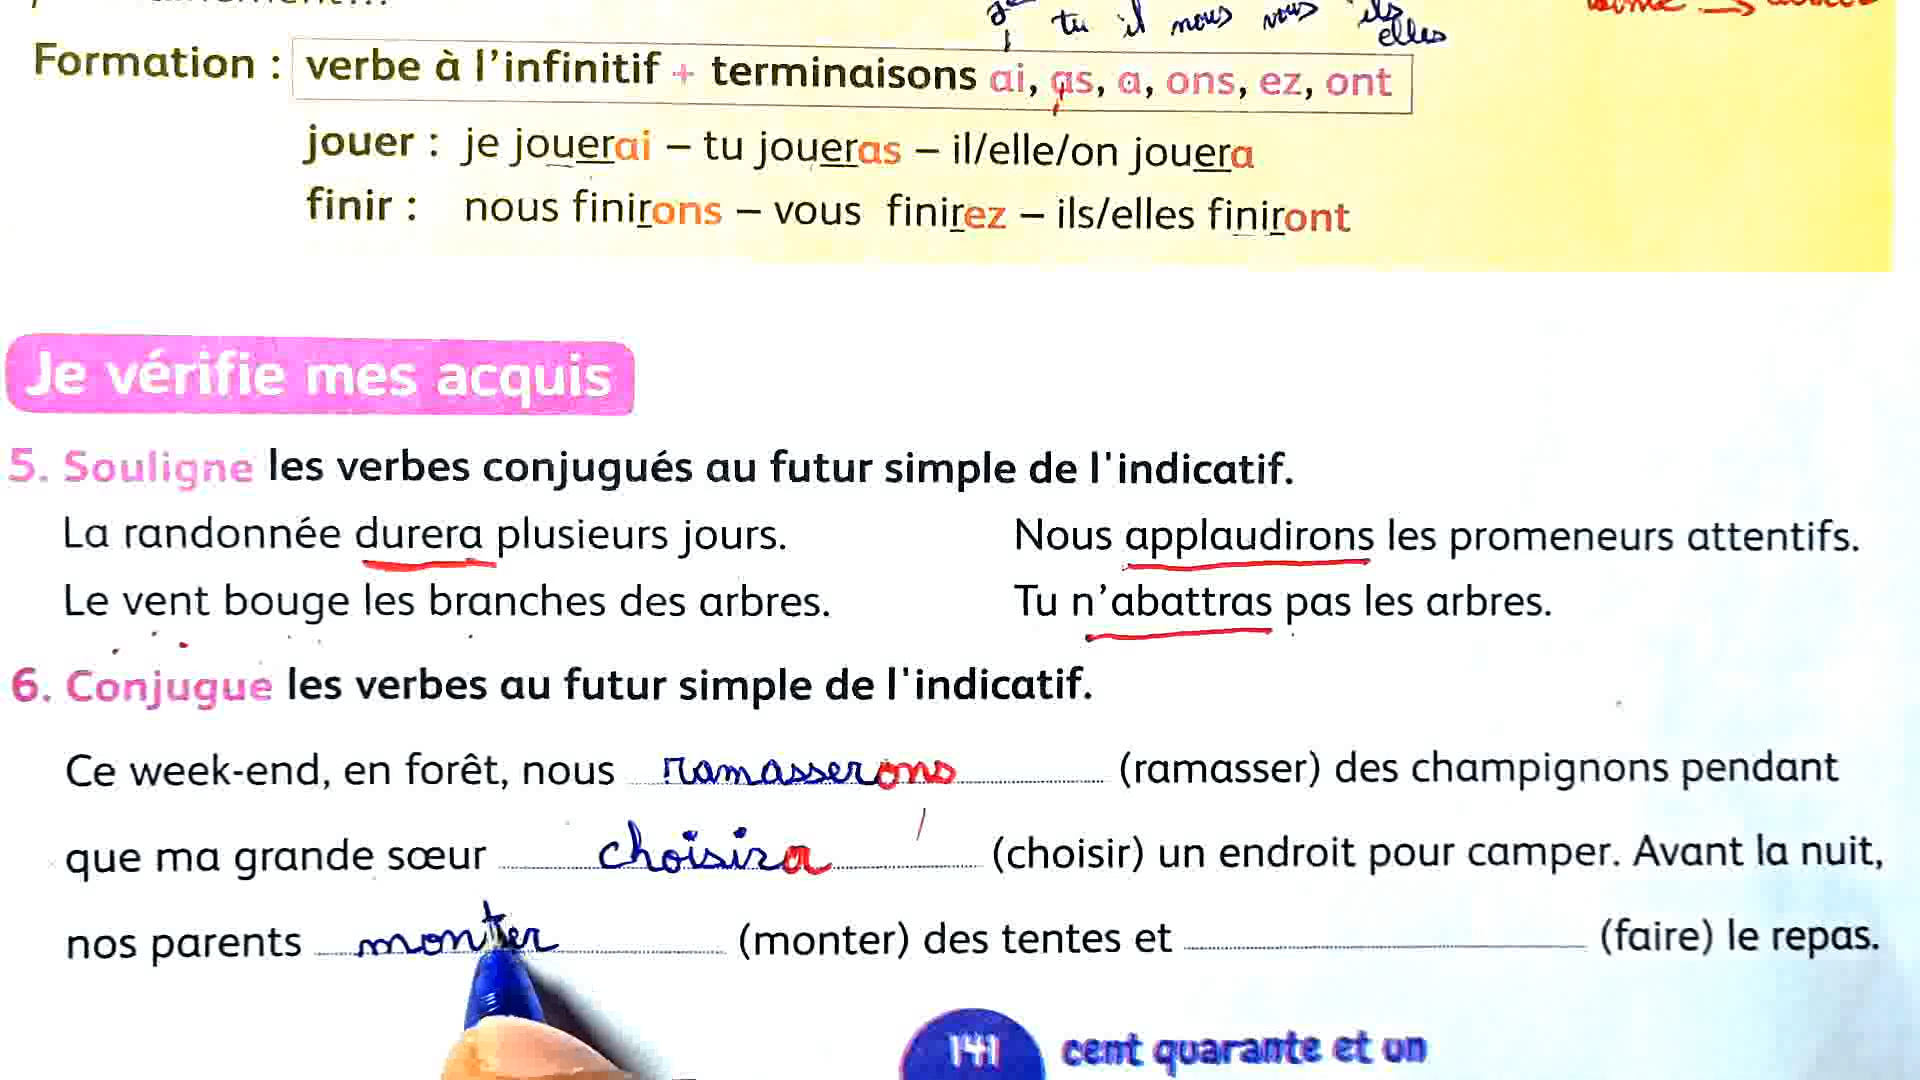 tu il nous vous ils
elles
Formation : verbe à l'infinitif + terminaisons ai, as, a, ons, ez, ont
jouer : je jouerai – tu joueras – il/elle/on jouera
finir : nous finirons – vous finirez – ils/elles finiront
Je vérifie mes acquis
5. Souligne les verbes conjugués au futur simple de l'indicatif.
La randonnée durera plusieurs jours. Nous applaudirons les promeneurs attentifs.
Le vent bouge les branches des arbres. Tu n'abattras pas les arbres.
6. Conjugue les verbes au futur simple de l'indicatif.
Ce week-end, en forêt, nous ramasserons (ramasser) des champignons pendant
que ma grande sœur choisira (choisir) un endroit pour camper. Avant la nuit,
nos parents monter (monter) des tentes et (faire) le repas.
141 cent quarante et un